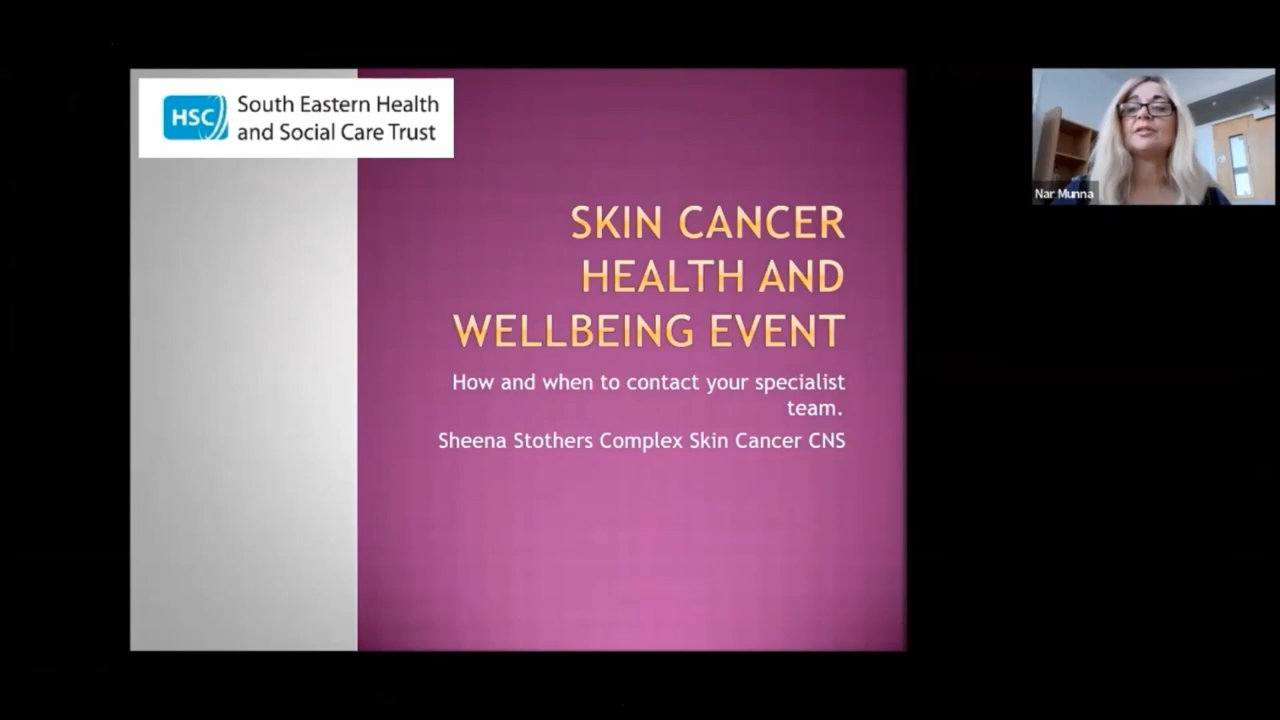 HSC
South Eastern Health
and Social Care Trust
SKIN CANCER
HEALTH AND
WELLBEING EVENT
How and when to contact your specialist
team.
Sheena Stothers Complex Skin Cancer CNS
Nar Munna